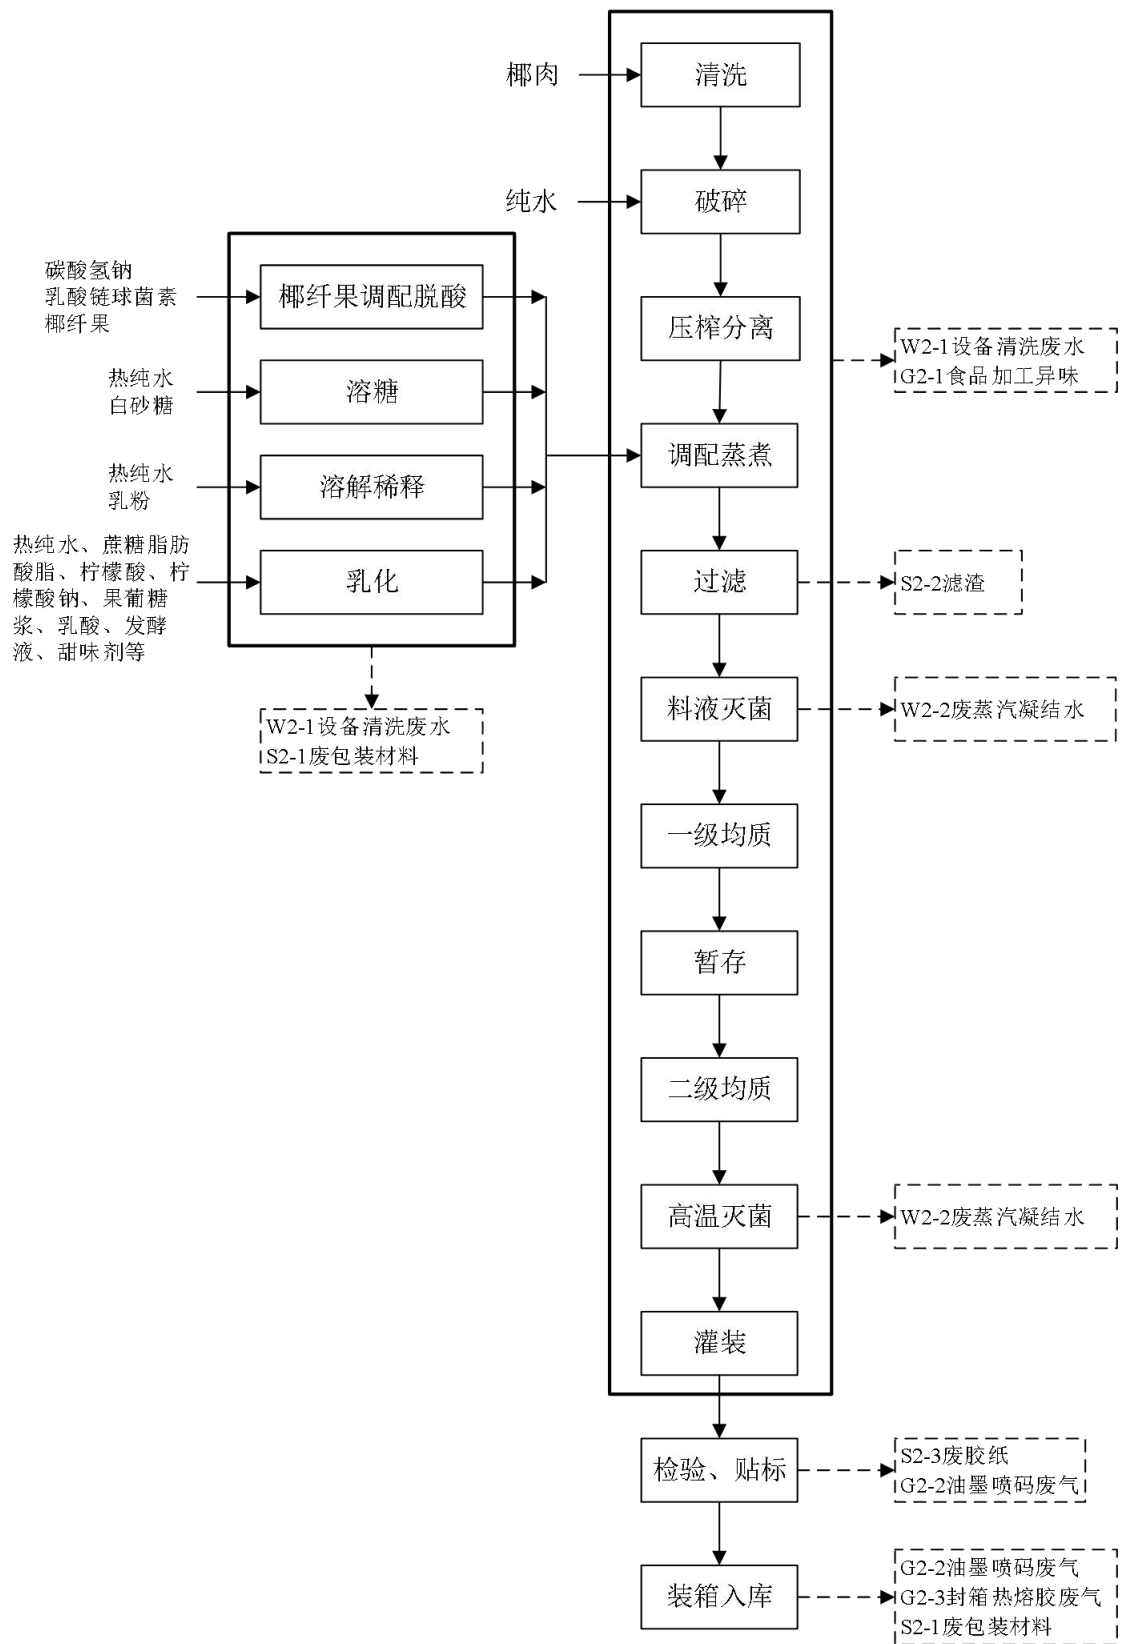 椰肉
清洗
纯水
破碎
碳酸氢钠
乳酸链球菌素
椰纤果
椰纤果调配脱酸
压榨分离
W2-1设备清洗废水
G2-1食品加工异味
热纯水
白砂糖
溶糖
调配蒸煮
热纯水
乳粉
溶解稀释
热纯水、蔗糖脂肪
酸脂、柠檬酸、柠
檬酸钠、果葡糖
浆、乳酸、发酵
液、甜味剂等
乳化
过滤
S2-2滤渣
W2-1设备清洗废水
S2-1废包装材料
料液灭菌
W2-2废蒸汽凝结水
一级均质
暂存
二级均质
高温灭菌
W2-2废蒸汽凝结水
灌装
检验、贴标
S2-3废胶纸
G2-2油墨喷码废气
装箱入库
G2-2油墨喷码废气
G2-3封箱热熔胶废气
S2-1废包装材料